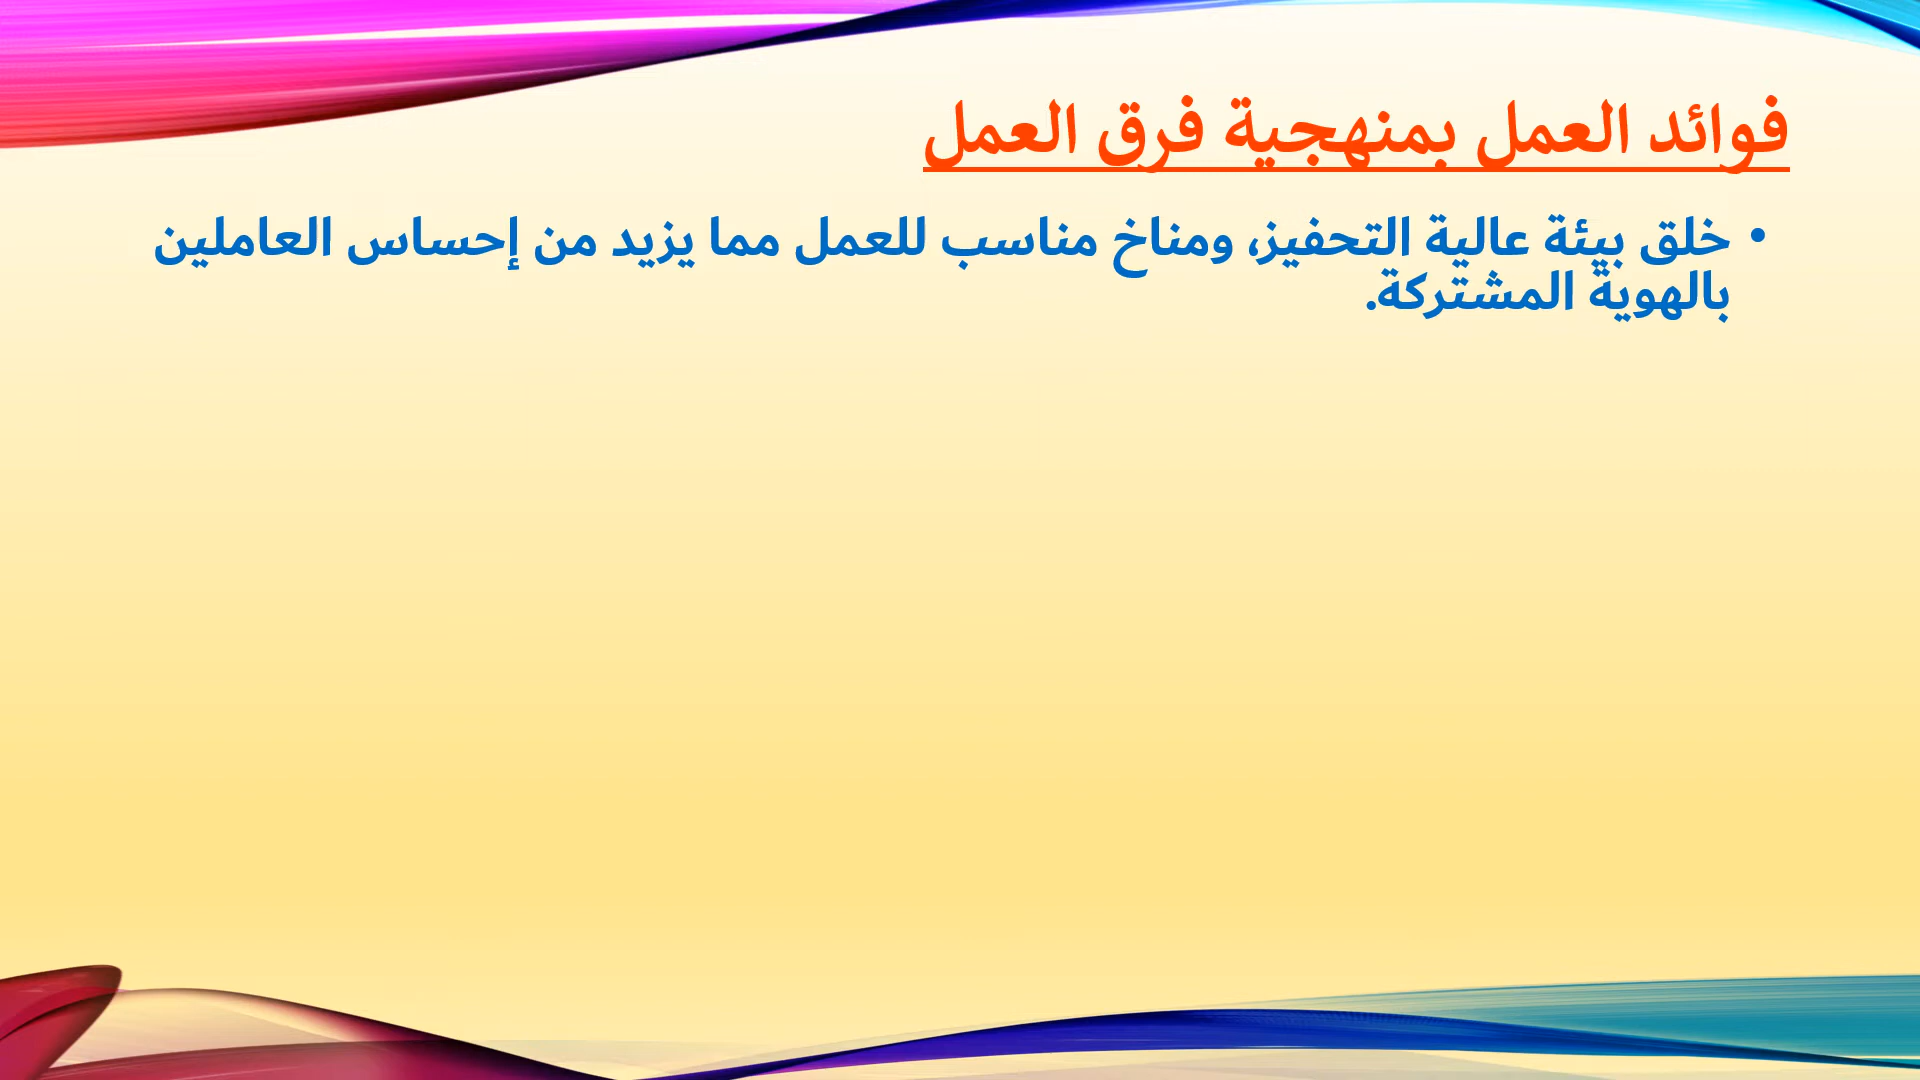 فوائد العمل بمنهجية فرق العمل
• خلق بيئة عالية التحفيز، ومناخ مناسب للعمل مما يزيد من إحساس العاملين
بالهوية المشتركة.